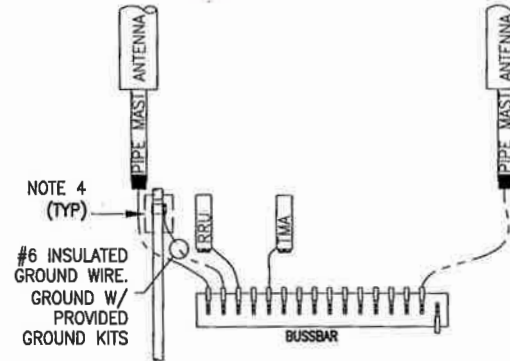 ANTENNA
PIPE MAST
ANTENNA
PIPE MAST
NOTE 4
(TYP)
RRU
TMA
#6 INSULATED
GROUND WIRE.
GROUND W/
PROVIDED
GROUND KITS
BUSSBAR